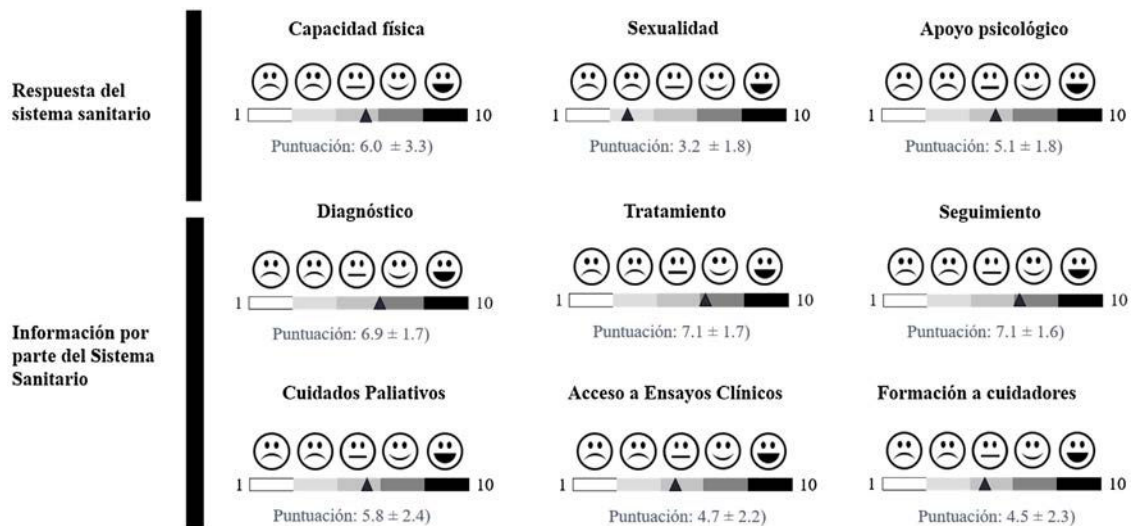 Respuesta del
sistema sanitario
Capacidad física
1 10
Puntuación: 6.0 ± 3.3)
Sexualidad
1 10
Puntuación: 3.2 ± 1.8)
Apoyo psicológico
1 10
Puntuación: 5.1 ± 1.8)
Información por
parte del Sistema
Sanitario
Diagnóstico
1 10
Puntuación: 6.9 ± 1.7)
Tratamiento
1 10
Puntuación: 7.1 ± 1.7)
Seguimiento
1 10
Puntuación: 7.1 ± 1.6)
Cuidados Paliativos
1 10
Puntuación: 5.8 ± 2.4)
Acceso a Ensayos Clínicos
1 10
Puntuación: 4.7 ± 2.2)
Formación a cuidadores
1 10
Puntuación: 4.5 ± 2.3)